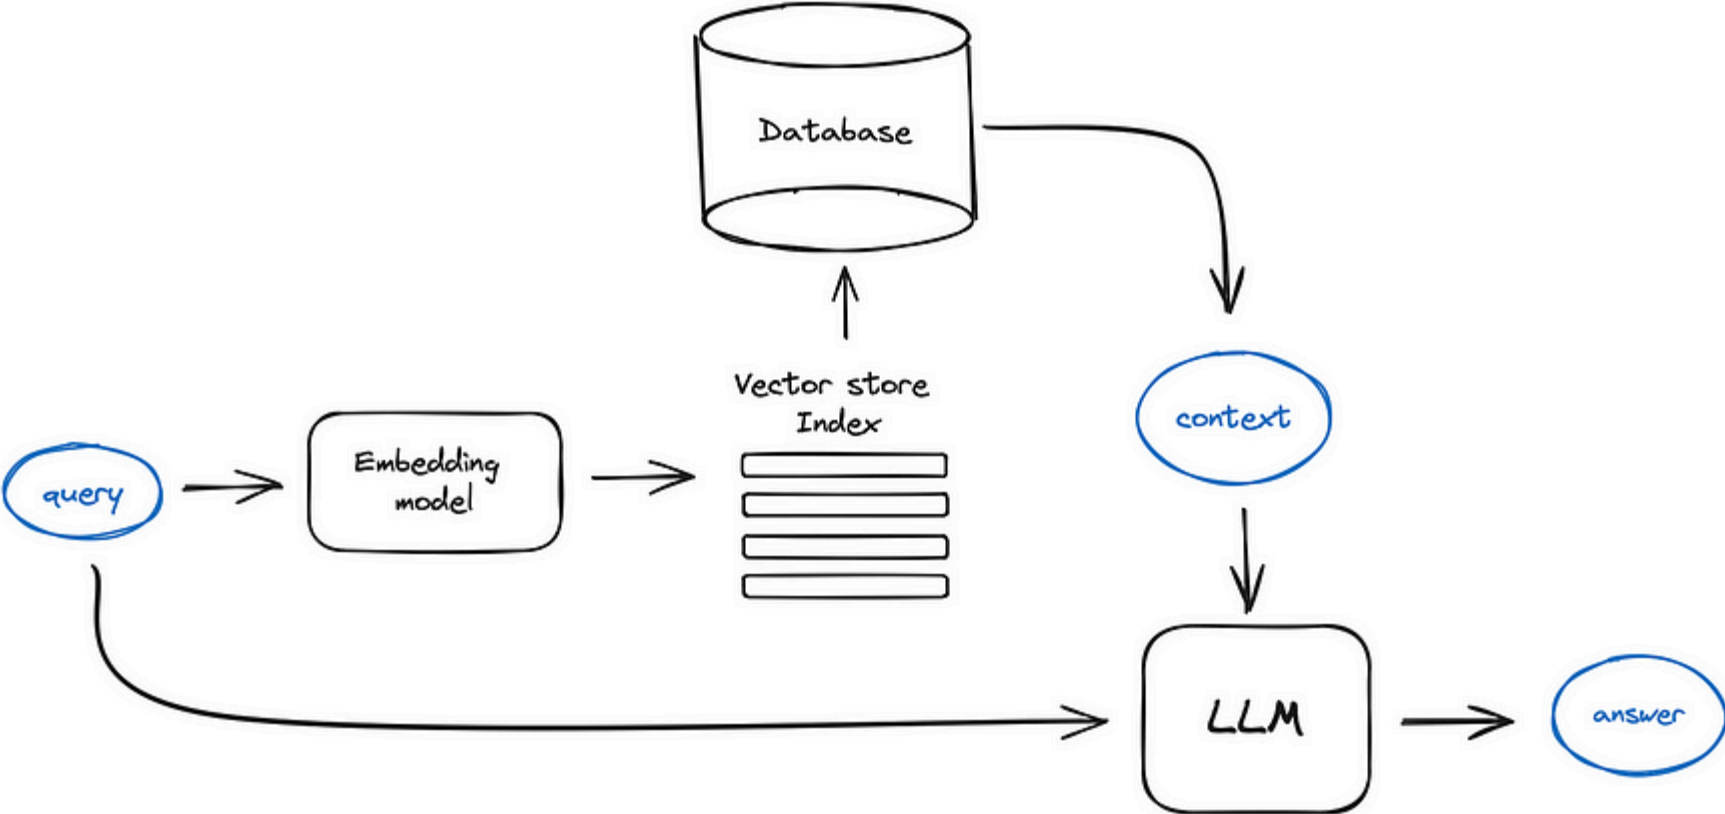 Database
Vector store
Index
context
Embedding
model
query
LLM
answer